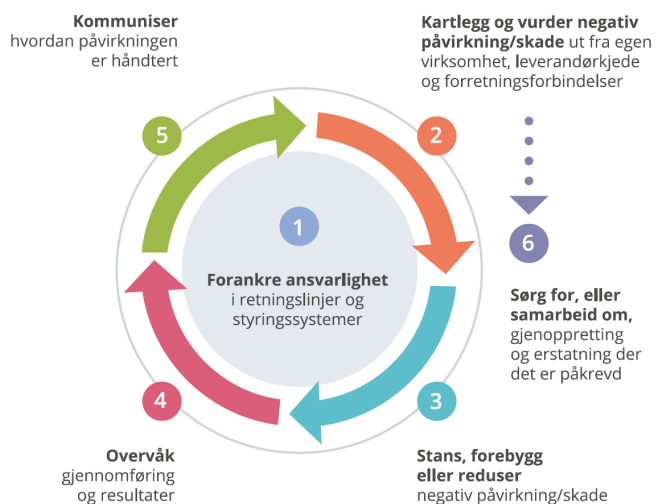 Kommuniser
hvordan påvirkningen
er håndtert
Kartlegg og vurder negativ
påvirkning/skade ut fra egen
virksomhet, leverandørkjede
og forretningsforbindelser
5
2
1
Forankre ansvarlighet
i retningslinjer og
styringssystemer
6
Sørg for, eller
samarbeid om,
gjenoppretting
og erstatning der
det er påkrevd
4
3
Overvåk
gjennomføring
og resultater
Stans, forebygg
eller reduser
negativ påvirkning/skade